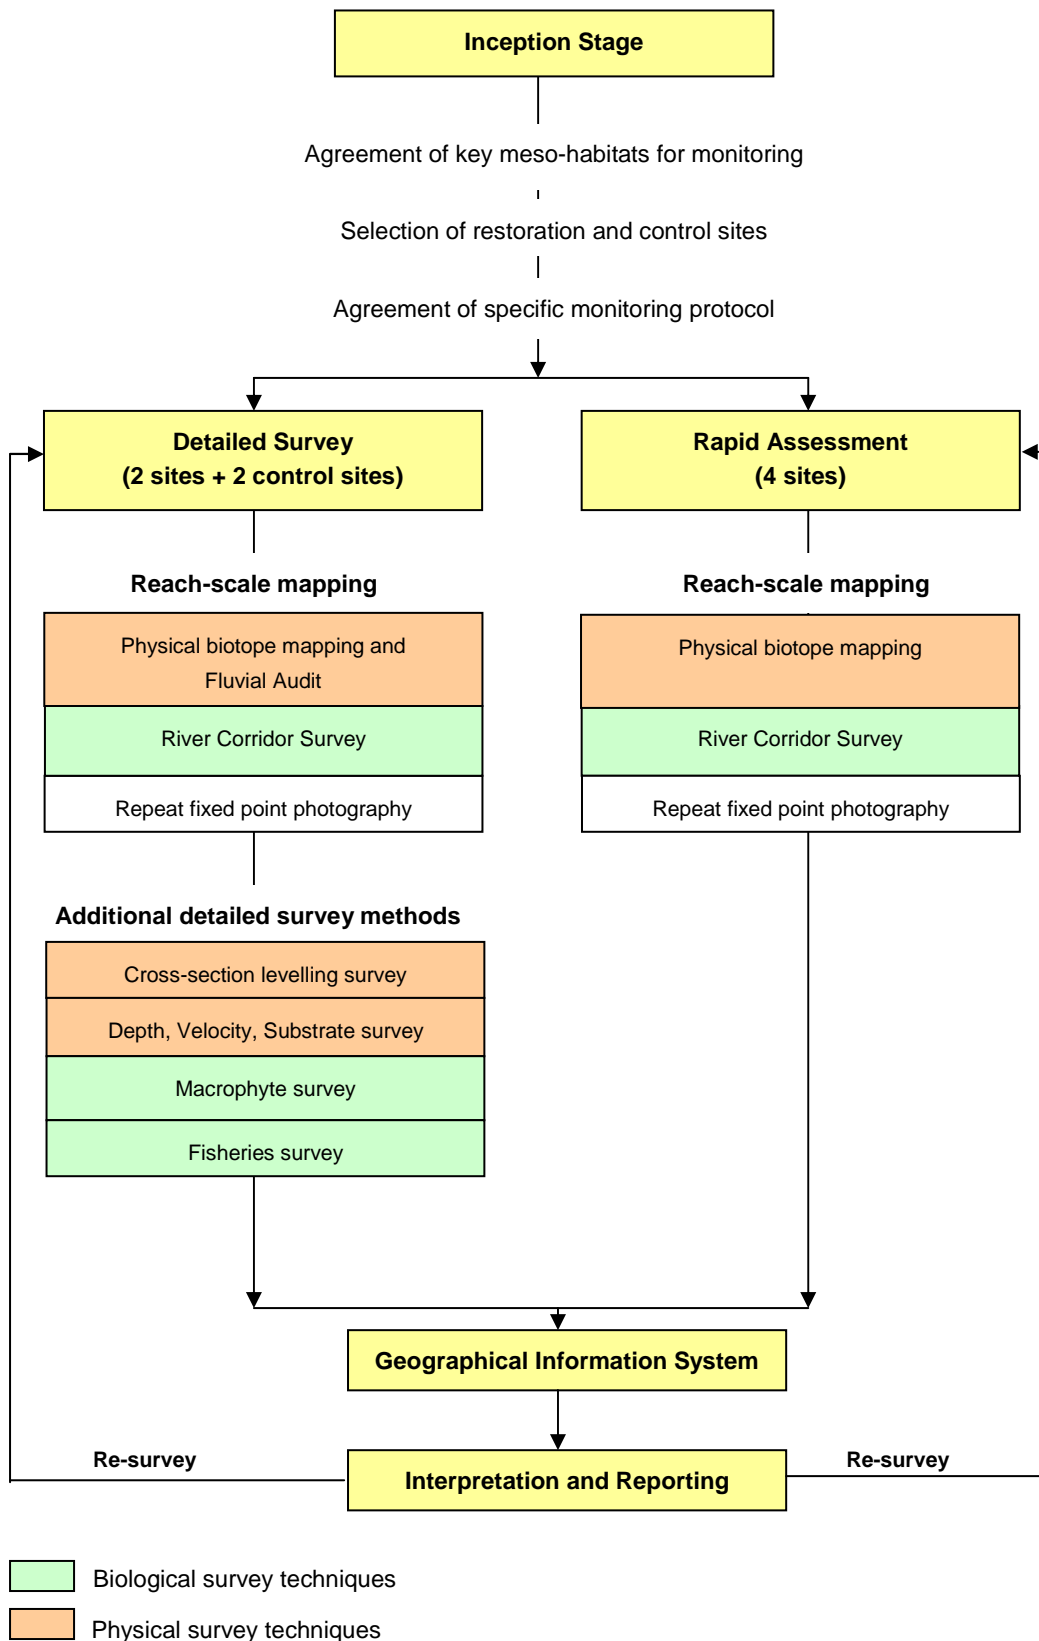 Inception Stage
Agreement of key meso-habitats for monitoring
Selection of restoration and control sites
Agreement of specific monitoring protocol
Detailed Survey
(2 sites + 2 control sites)
Rapid Assessment
(4 sites)
Reach-scale mapping
Reach-scale mapping
Physical biotope mapping and
Fluvial Audit
Physical biotope mapping
River Corridor Survey
River Corridor Survey
Repeat fixed point photography
Repeat fixed point photography
Additional detailed survey methods
Cross-section levelling survey
Depth, Velocity, Substrate survey
Macrophyte survey
Fisheries survey
Geographical Information System
Re-survey
Interpretation and Reporting
Re-survey
Biological survey techniques
Physical survey techniques